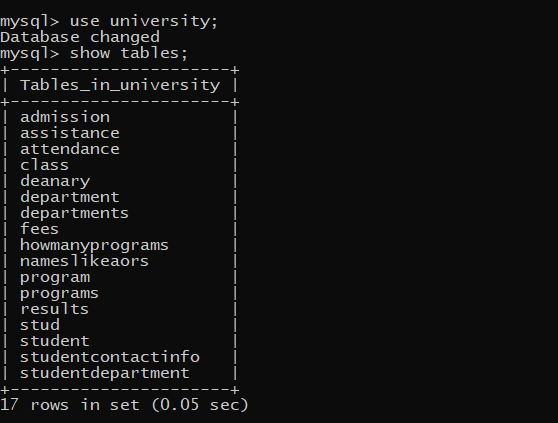 mysql> use university;
Database changed
mysql> show tables;
+----------------------+
| Tables_in_university |
+----------------------+
| admission            |
| assistance           |
| attendance           |
| class                |
| deanary              |
| department           |
| departments          |
| fees                 |
| howmanyprograms      |
| nameslikeaors        |
| program              |
| programs             |
| results              |
| stud                 |
| student              |
| studentcontactinfo   |
| studentdepartment    |
+----------------------+
17 rows in set (0.05 sec)